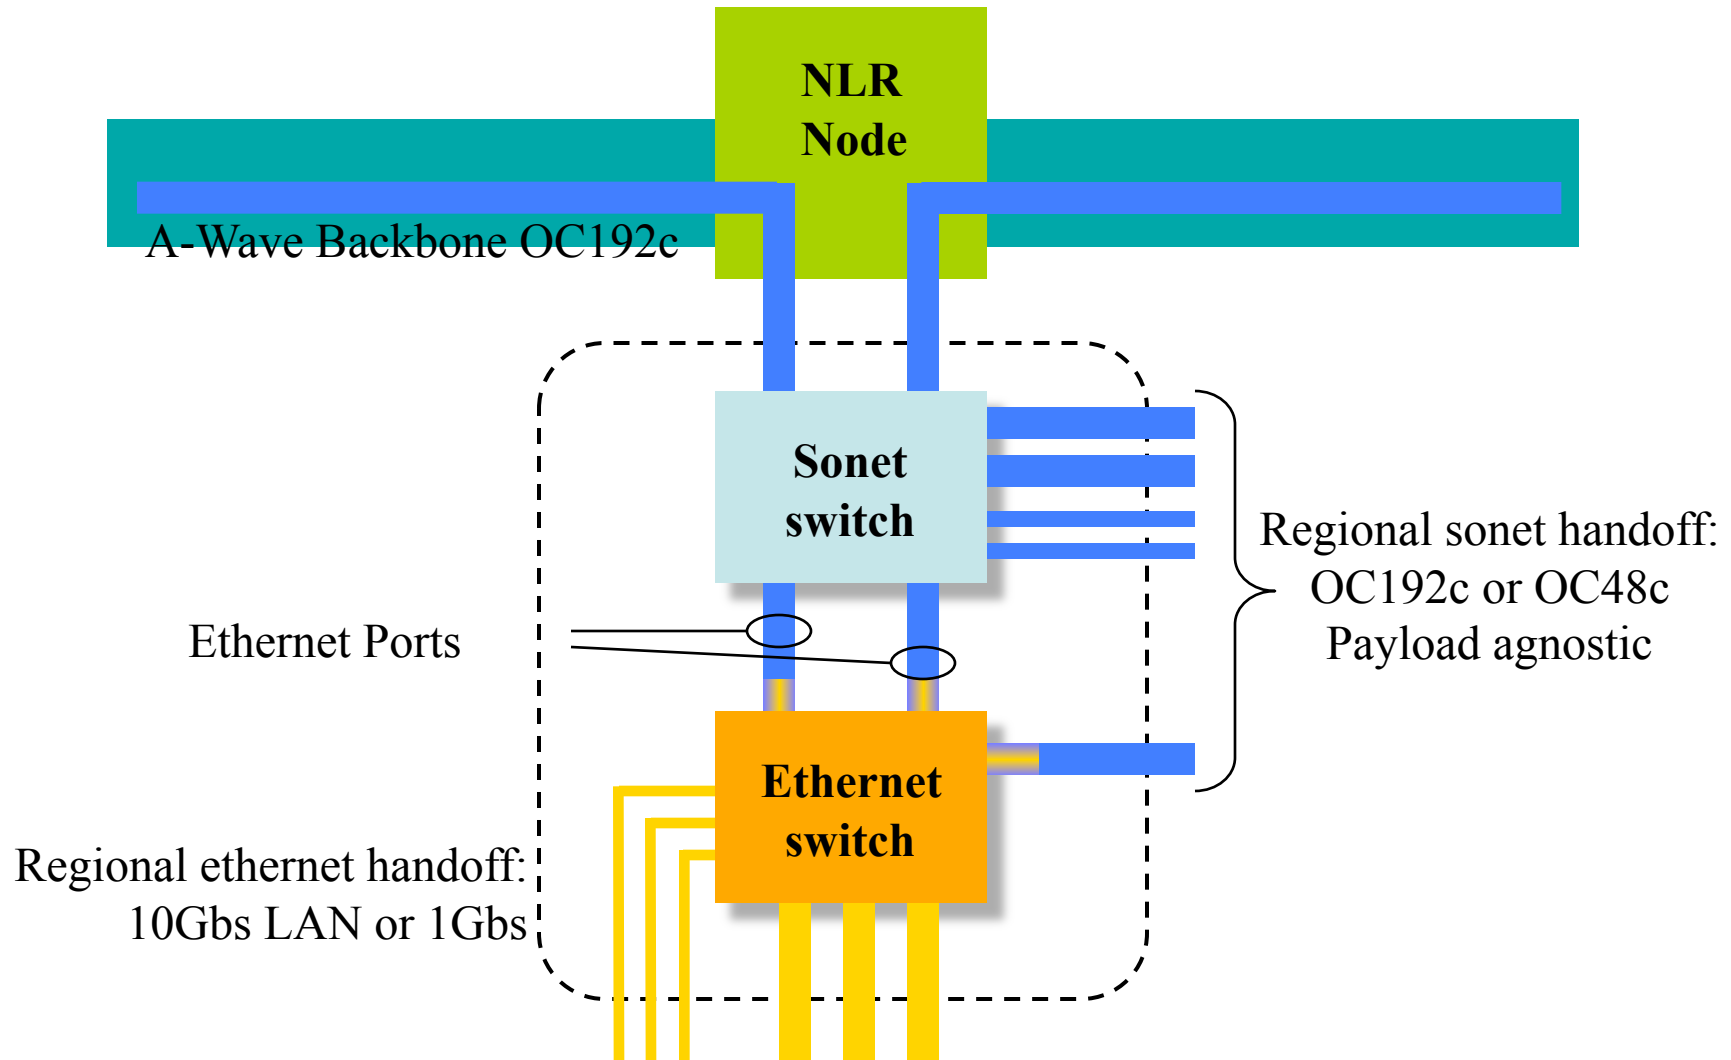 NLR
Node
A-Wave Backbone OC192c
Sonet
switch
Regional sonet handoff:
OC192c or OC48c
Payload agnostic
Ethernet Ports
Ethernet
switch
Regional ethernet handoff:
10Gbs LAN or 1Gbs